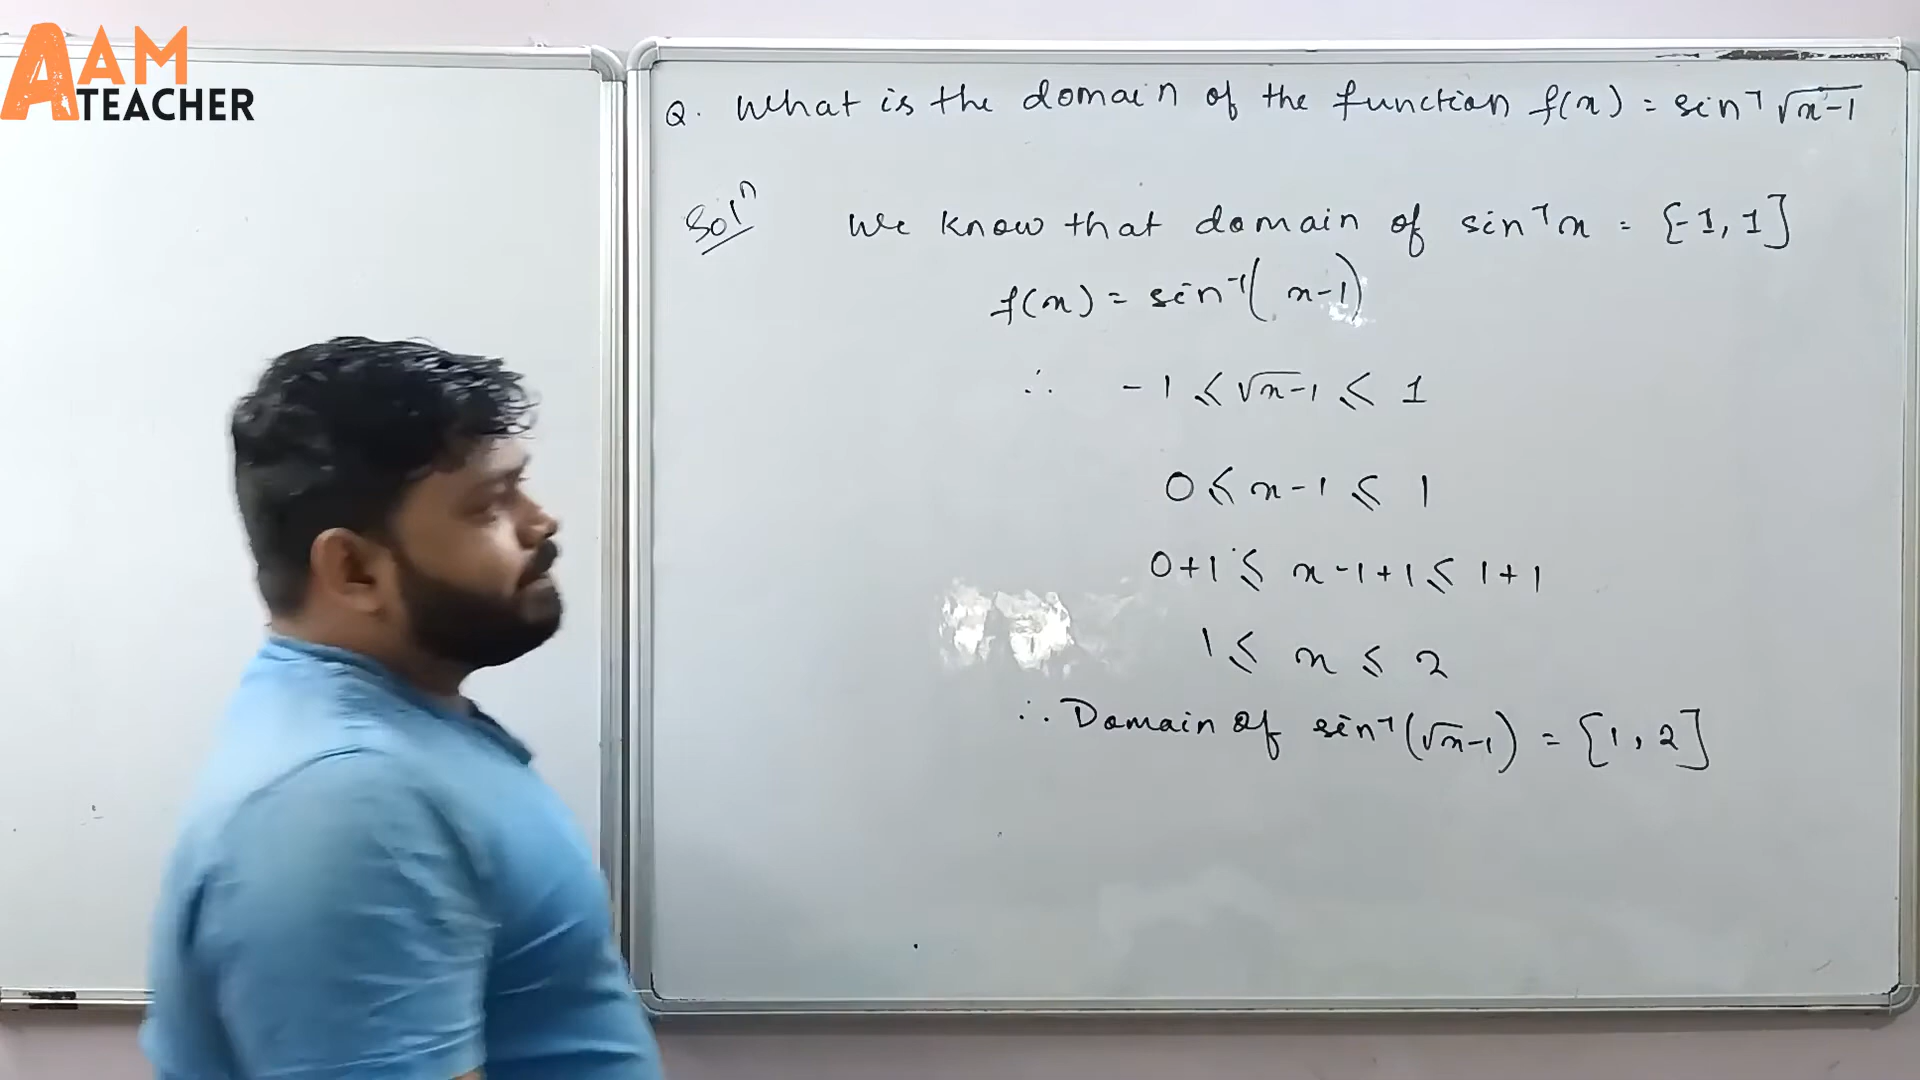 AAM
TEACHER
Q. What is the domain of the function f(x) = sin⁻¹ √x-1
Solⁿ We know that domain of sin⁻¹x = [-1, 1]
f(x) = sin⁻¹( x-1)
∴ -1 ≤ √x-1 ≤ 1
0 ≤ x-1 ≤ 1
0+1 ≤ x-1+1 ≤ 1+1
1 ≤ x ≤ 2
∴ Domain of sin⁻¹(√x-1) = [1, 2]